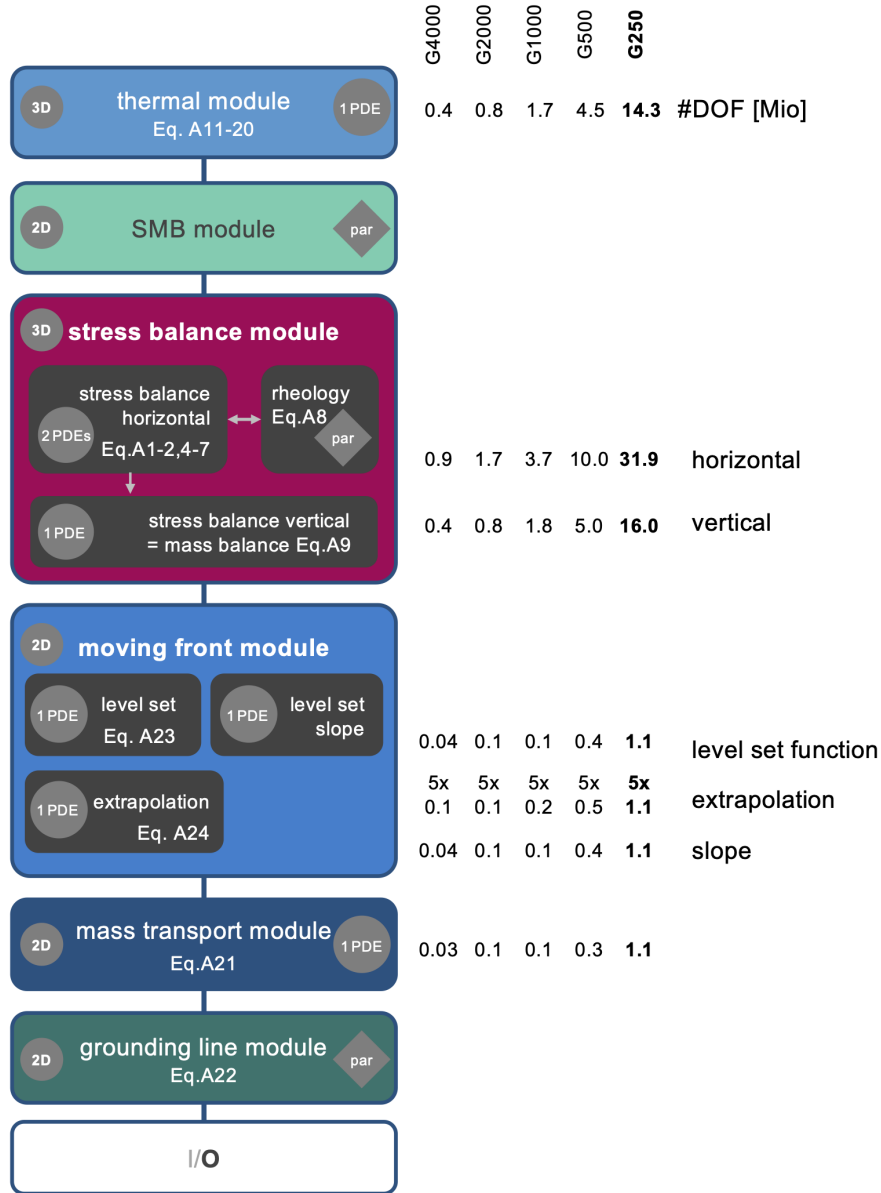 G4000 G2000 G1000 G500 G250
3D thermal module 1 PDE 0.4 0.8 1.7 4.5 14.3 #DOF [Mio]
Eq. A11-20
2D SMB module par
3D stress balance module
stress balance
horizontal
2 PDEs Eq.A1-2,4-7
rheology
Eq.A8
par
0.9 1.7 3.7 10.0 31.9 horizontal
1 PDE stress balance vertical
= mass balance Eq.A9
0.4 0.8 1.8 5.0 16.0 vertical
2D moving front module
1 PDE level set
Eq. A23
1 PDE level set
slope
0.04 0.1 0.1 0.4 1.1 level set function
1 PDE extrapolation
Eq. A24
5x 5x 5x 5x 5x
0.1 0.1 0.2 0.5 1.1 extrapolation
0.04 0.1 0.1 0.4 1.1 slope
2D mass transport module 1 PDE
Eq.A21
0.03 0.1 0.1 0.3 1.1
2D grounding line module par
Eq.A22
I/O